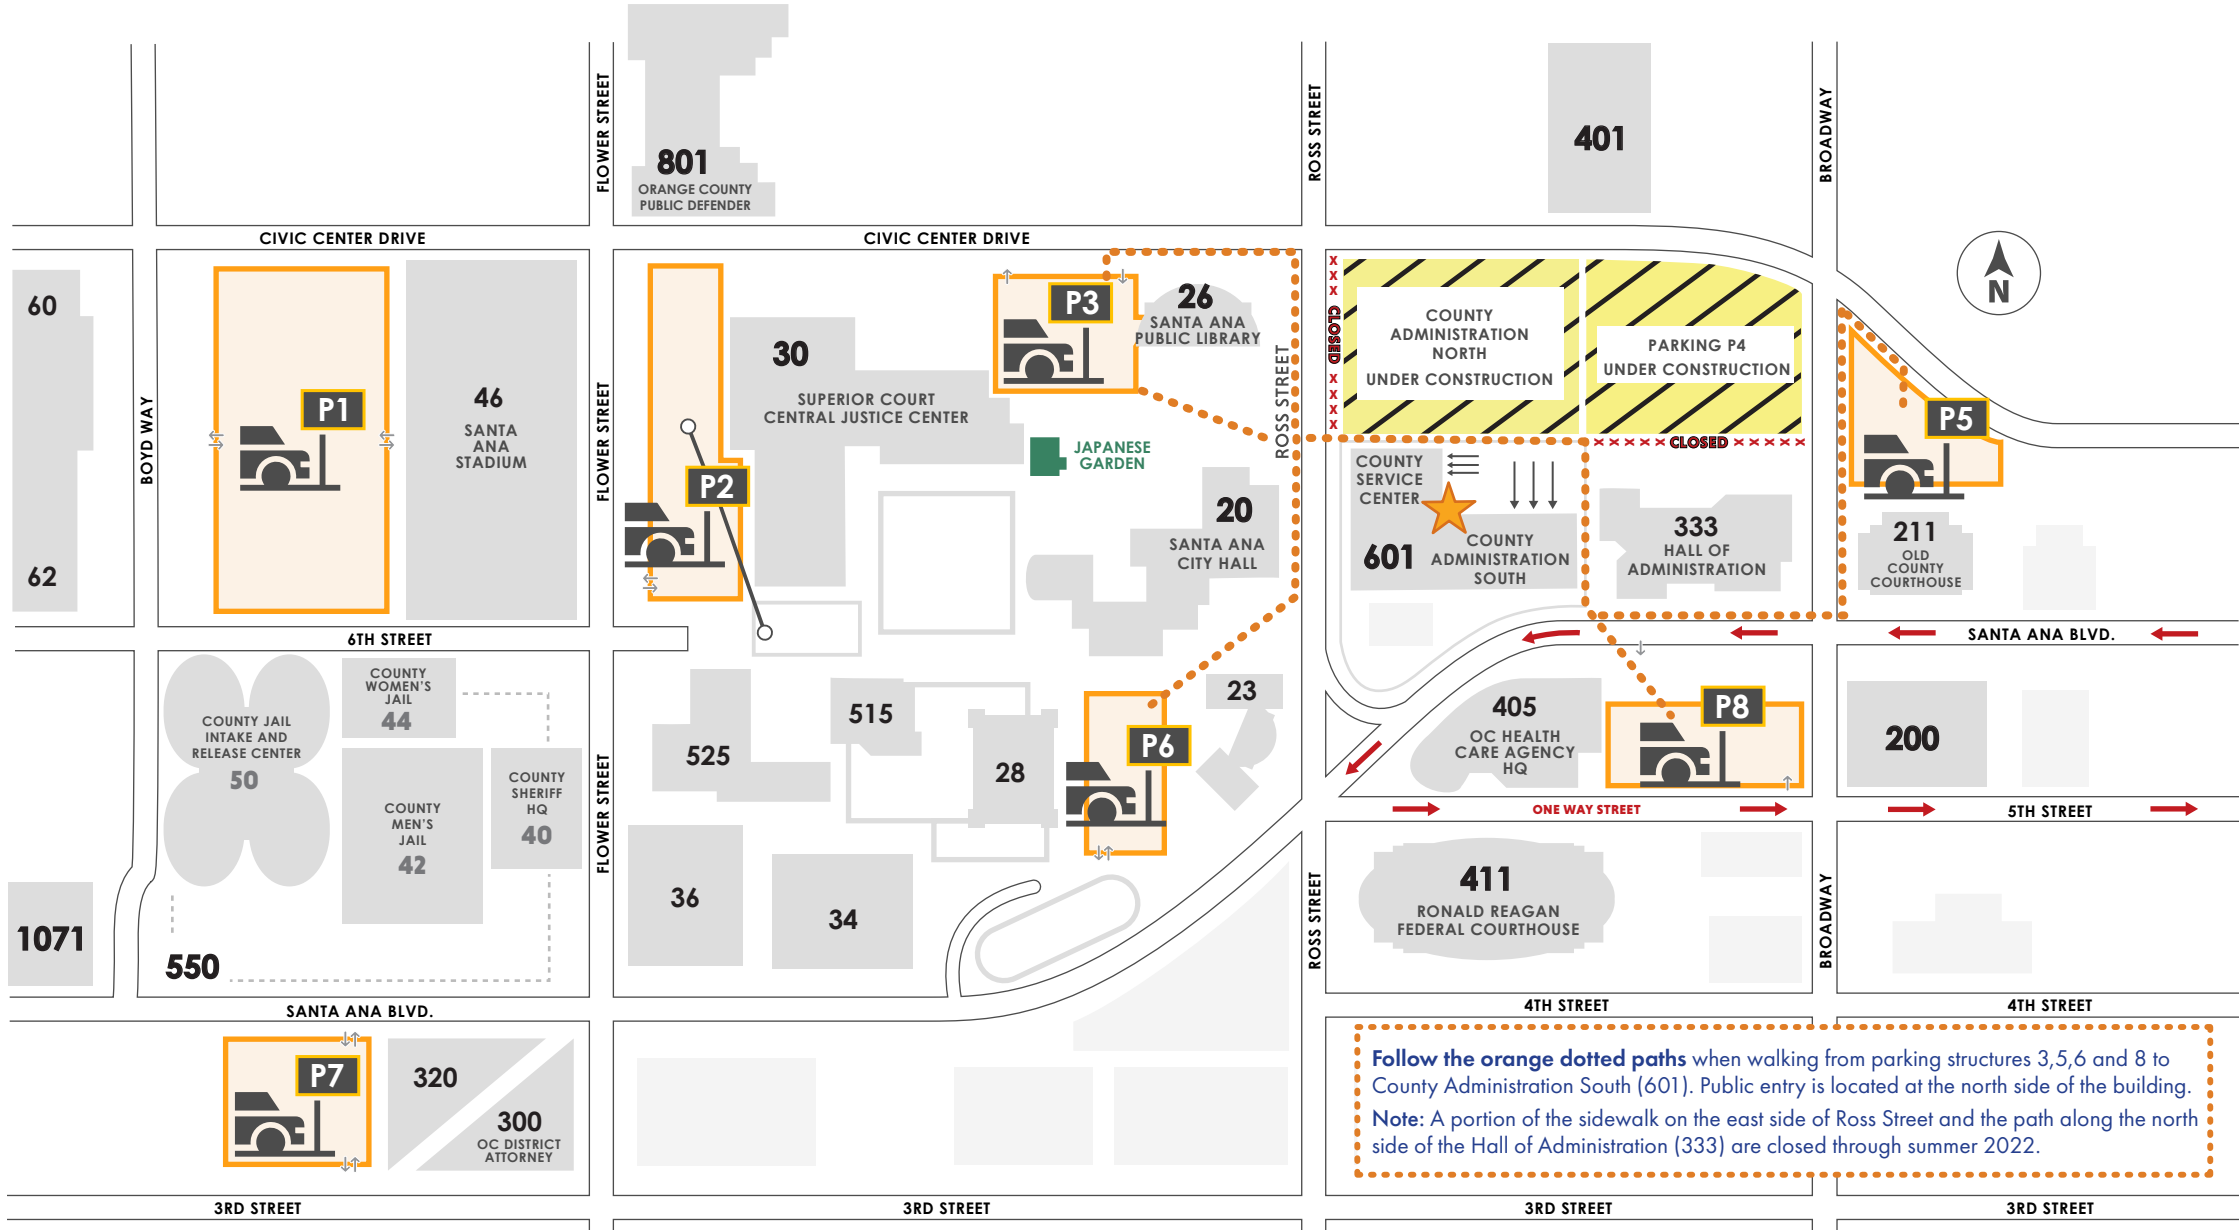 801
ORANGE COUNTY
PUBLIC DEFENDER
FLOWER STREET
ROSS STREET
401
BROADWAY
CIVIC CENTER DRIVE
CIVIC CENTER DRIVE
N
60
62
BOYD WAY
P1
46
SANTA
ANA
STADIUM
FLOWER STREET
P2
30
SUPERIOR COURT
CENTRAL JUSTICE CENTER
P3
26
SANTA ANA
PUBLIC LIBRARY
JAPANESE
GARDEN
20
SANTA ANA
CITY HALL
ROSS STREET
X
X
X
CLOSED
X
X
X
X
COUNTY
ADMINISTRATION
NORTH
UNDER CONSTRUCTION
PARKING P4
UNDER CONSTRUCTION
X X X X X CLOSED X X X X X
COUNTY
SERVICE
CENTER
601
COUNTY
ADMINISTRATION
SOUTH
333
HALL OF
ADMINISTRATION
P5
211
OLD
COUNTY
COURTHOUSE
6TH STREET
SANTA ANA BLVD.
COUNTY JAIL
INTAKE AND
RELEASE CENTER
50
COUNTY
WOMEN'S
JAIL
44
COUNTY
MEN'S
JAIL
42
COUNTY
SHERIFF
HQ
40
FLOWER STREET
525
515
28
P6
23
405
OC HEALTH
CARE AGENCY
HQ
P8
200
ONE WAY STREET
5TH STREET
36
34
1071
550
ROSS STREET
411
RONALD REAGAN
FEDERAL COURTHOUSE
BROADWAY
SANTA ANA BLVD.
4TH STREET
4TH STREET
P7
320
300
OC DISTRICT
ATTORNEY
Follow the orange dotted paths when walking from parking structures 3,5,6 and 8 to
County Administration South (601). Public entry is located at the north side of the building.
Note: A portion of the sidewalk on the east side of Ross Street and the path along the north
side of the Hall of Administration (333) are closed through summer 2022.
3RD STREET
3RD STREET
3RD STREET
3RD STREET